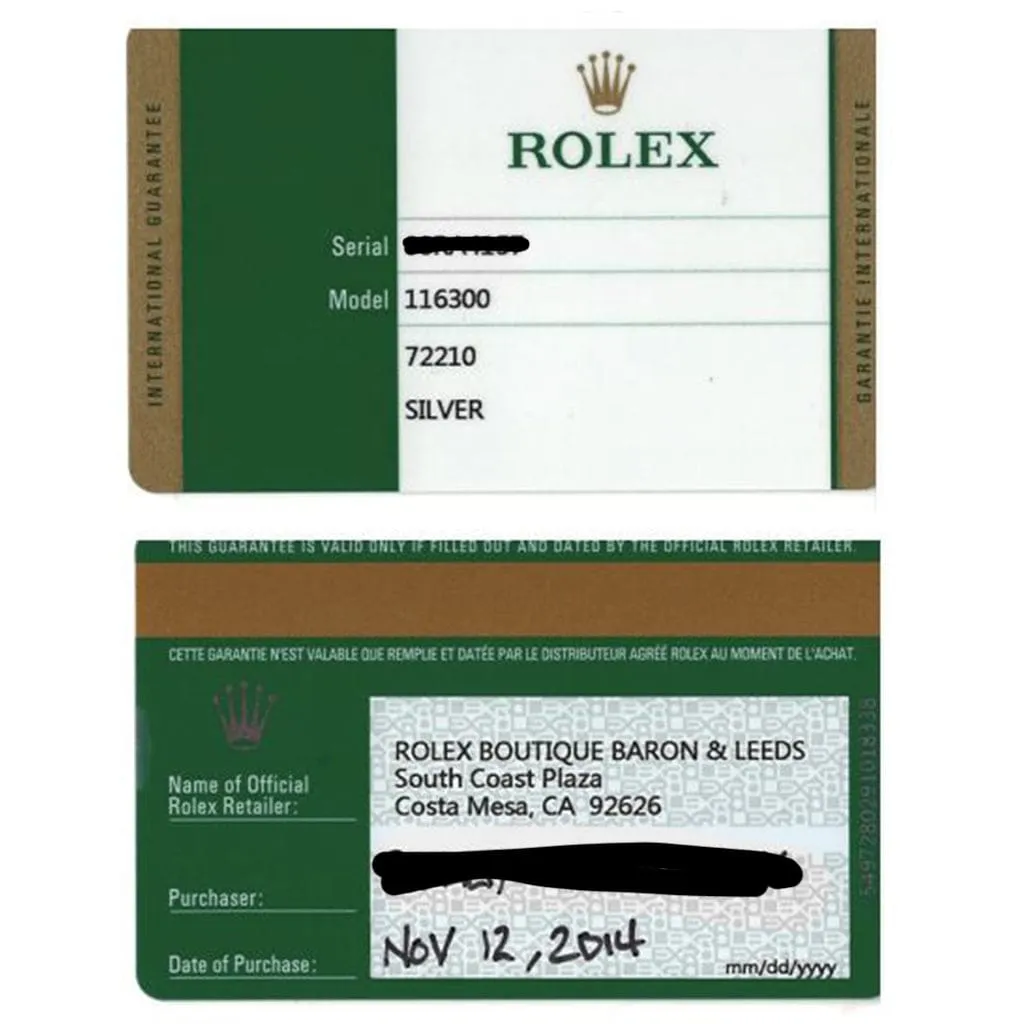 INTERNATIONAL GUARANTEE
ROLEX
GARANTIE INTERNATIONALE
Serial
Model 116300
72210
SILVER
THIS GUARANTEE IS VALID ONLY IF FILLED OUT AND DATED BY THE OFFICIAL ROLEX RETAILER.
CETTE GARANTIE N'EST VALABLE QUE REMPLIE ET DATÉE PAR LE DISTRIBUTEUR AGRÉÉ ROLEX AU MOMENT DE L'ACHAT.
Name of Official
Rolex Retailer:
ROLEX BOUTIQUE BARON & LEEDS
South Coast Plaza
Costa Mesa, CA 92626
Purchaser:
Date of Purchase:
NOV 12, 2014
mm/dd/yyyy